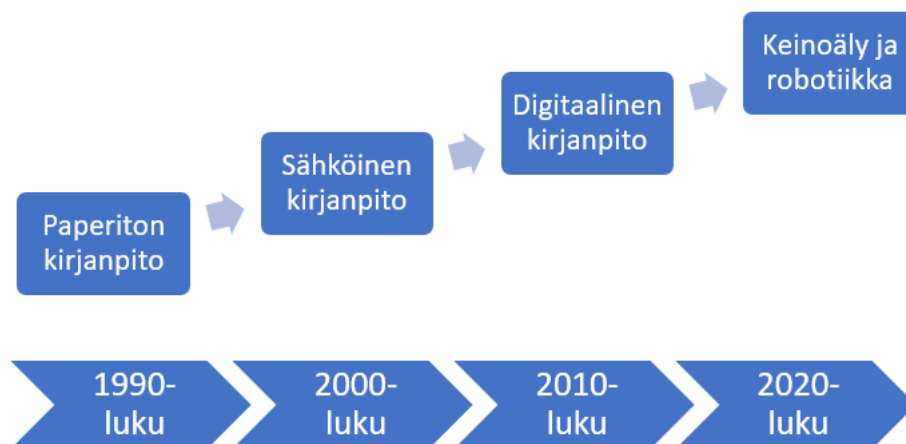 Paperiton
kirjanpito
Sähköinen
kirjanpito
Digitaalinen
kirjanpito
Keinoäly ja
robotiikka
1990-
luku
2000-
luku
2010-
luku
2020-
luku